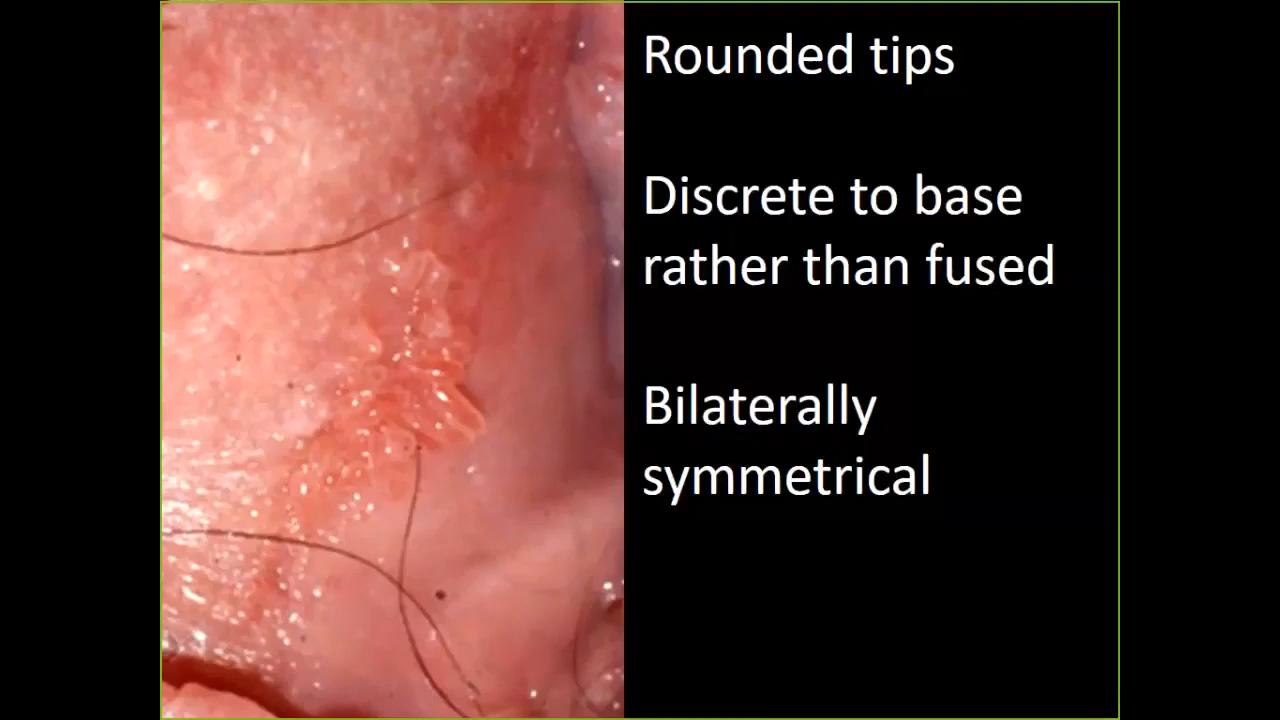 Rounded tips
Discrete to base
rather than fused
Bilaterally
symmetrical